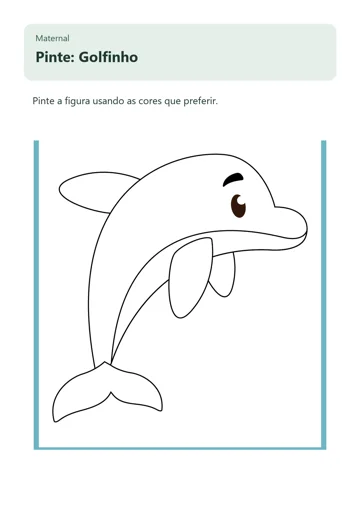 Maternal
Pinte: Golfinho
Pinte a figura usando as cores que preferir.